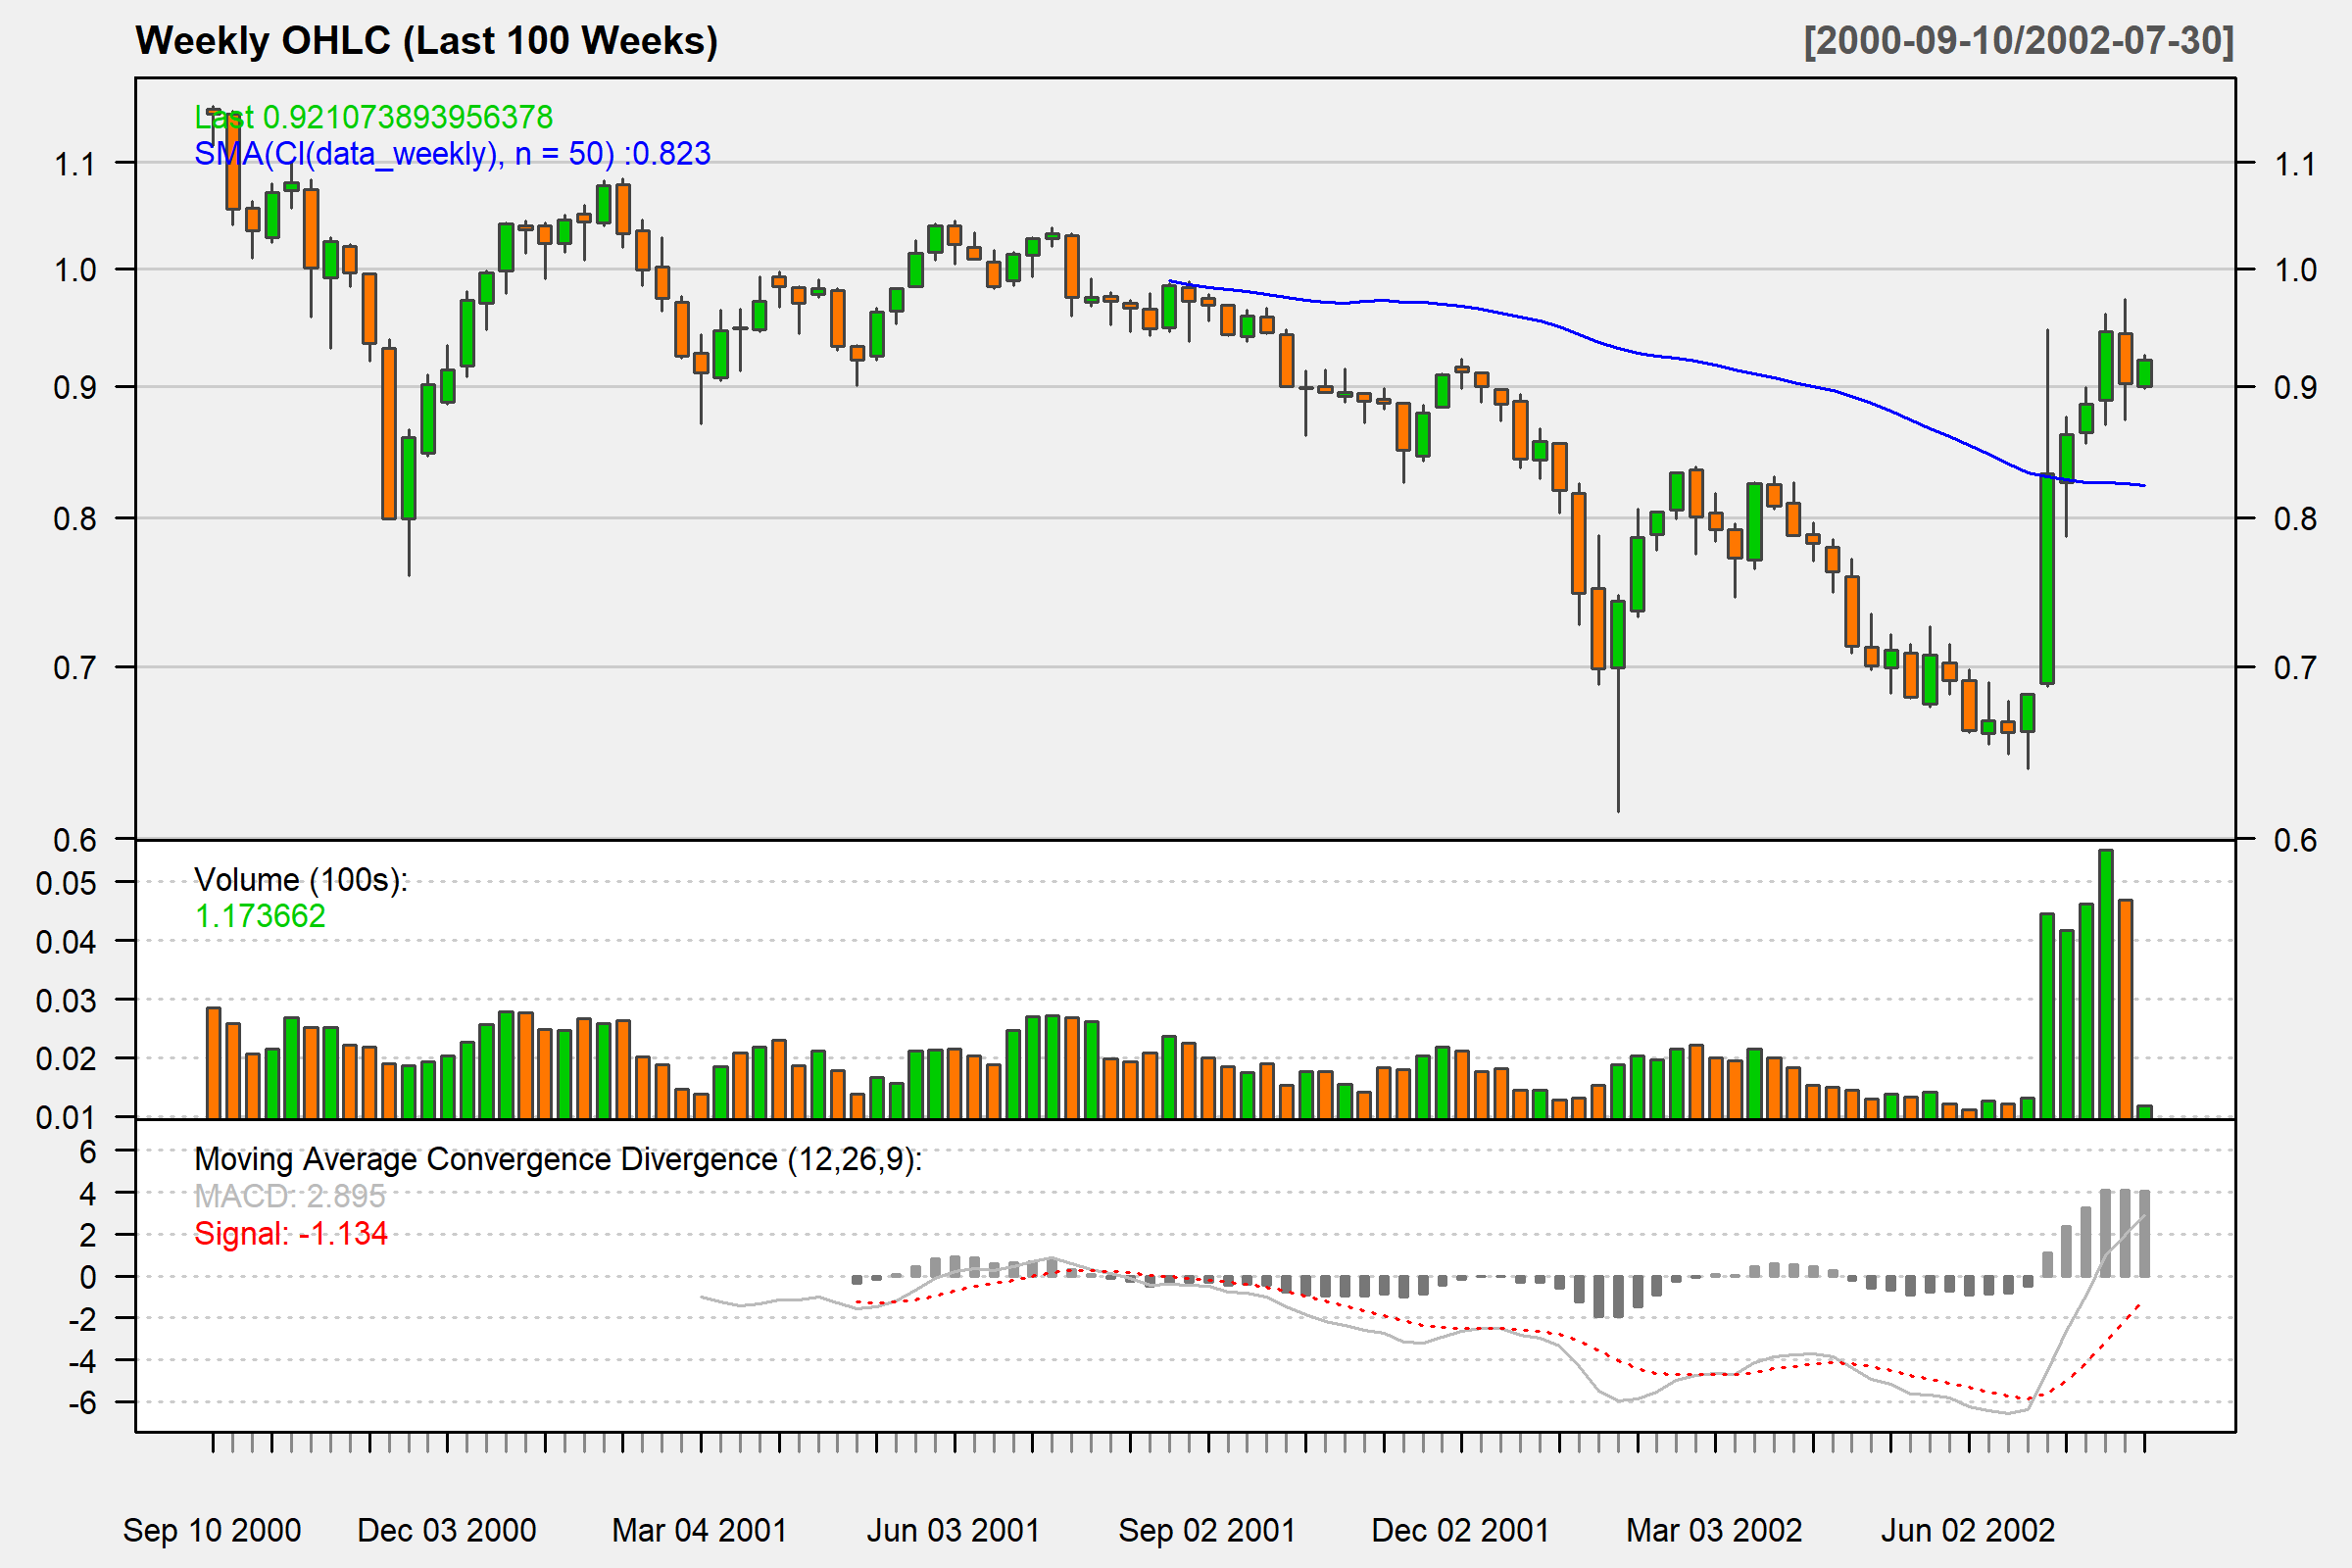 Weekly OHLC (Last 100 Weeks)
[2000-09-10/2002-07-30]
Last 0.921073893956378
SMA(Cl(data_weekly), n = 50) :0.823
1.1 1.1
1.0 1.0
0.9 0.9
0.8 0.8
0.7 0.7
0.6 0.6
Volume (100s):
1.173662
0.05
0.04
0.03
0.02
0.01
Moving Average Convergence Divergence (12,26,9):
MACD: 2.895
Signal: -1.134
6
4
2
0
-2
-4
-6
Sep 10 2000 Dec 03 2000 Mar 04 2001 Jun 03 2001 Sep 02 2001 Dec 02 2001 Mar 03 2002 Jun 02 2002